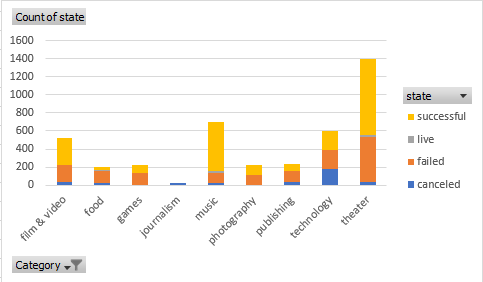 Count of state
1600
1400
1200
1000
800
600
400
200
0
film & video
food
games
journalism
music
photography
publishing
technology
theater
state
successful
live
failed
canceled
Category